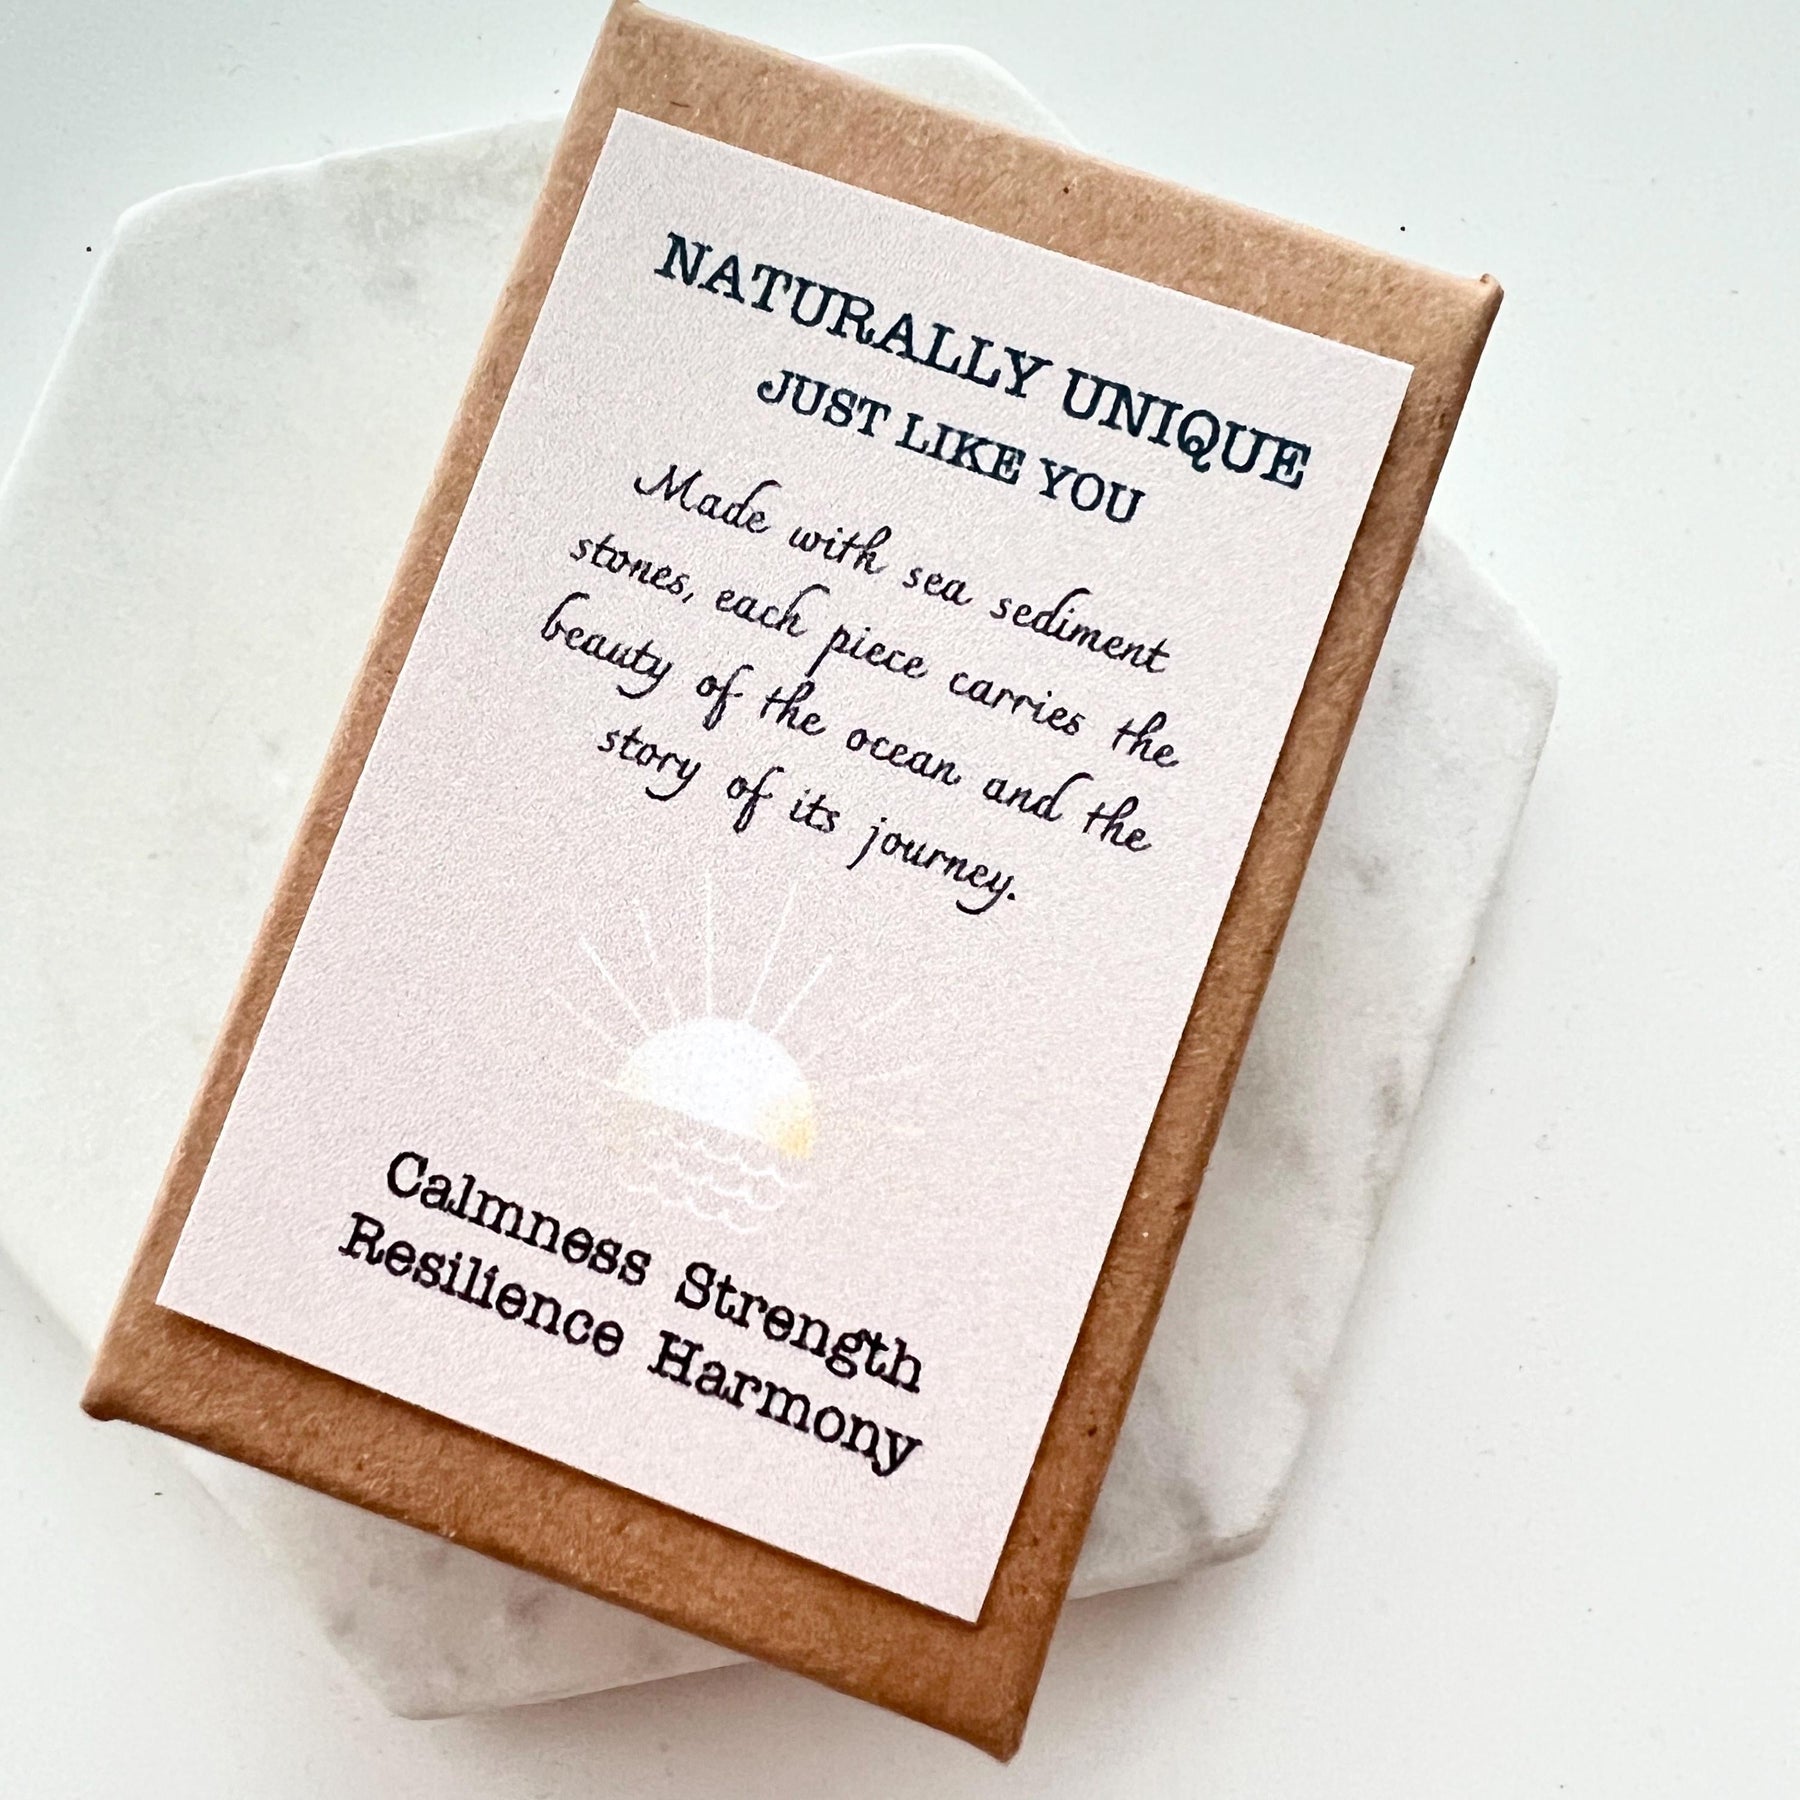 NATURALLY UNIQUE
JUST LIKE YOU
Made with sea sediment
stones, each piece carries the
beauty of the ocean and the
story of its journey.
Calmness Strength
Resilience Harmony